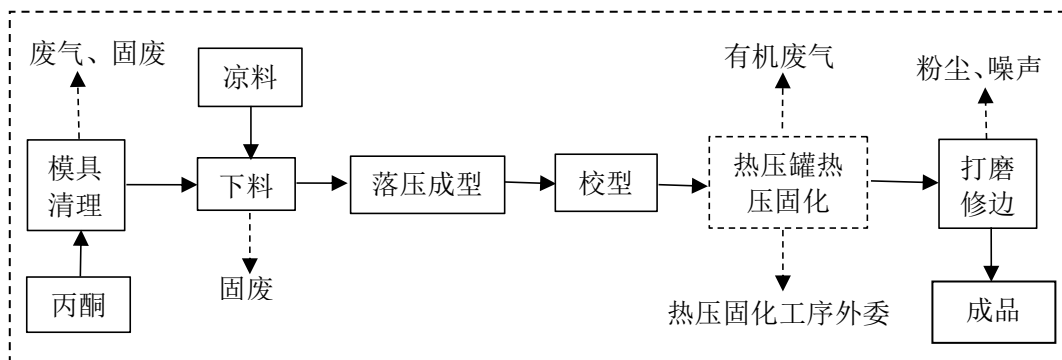 废气、固废
凉料
有机废气
粉尘、噪声
模具
清理
下料
落压成型
校型
热压罐热
压固化
打磨
修边
丙酮
固废
热压固化工序外委
成品